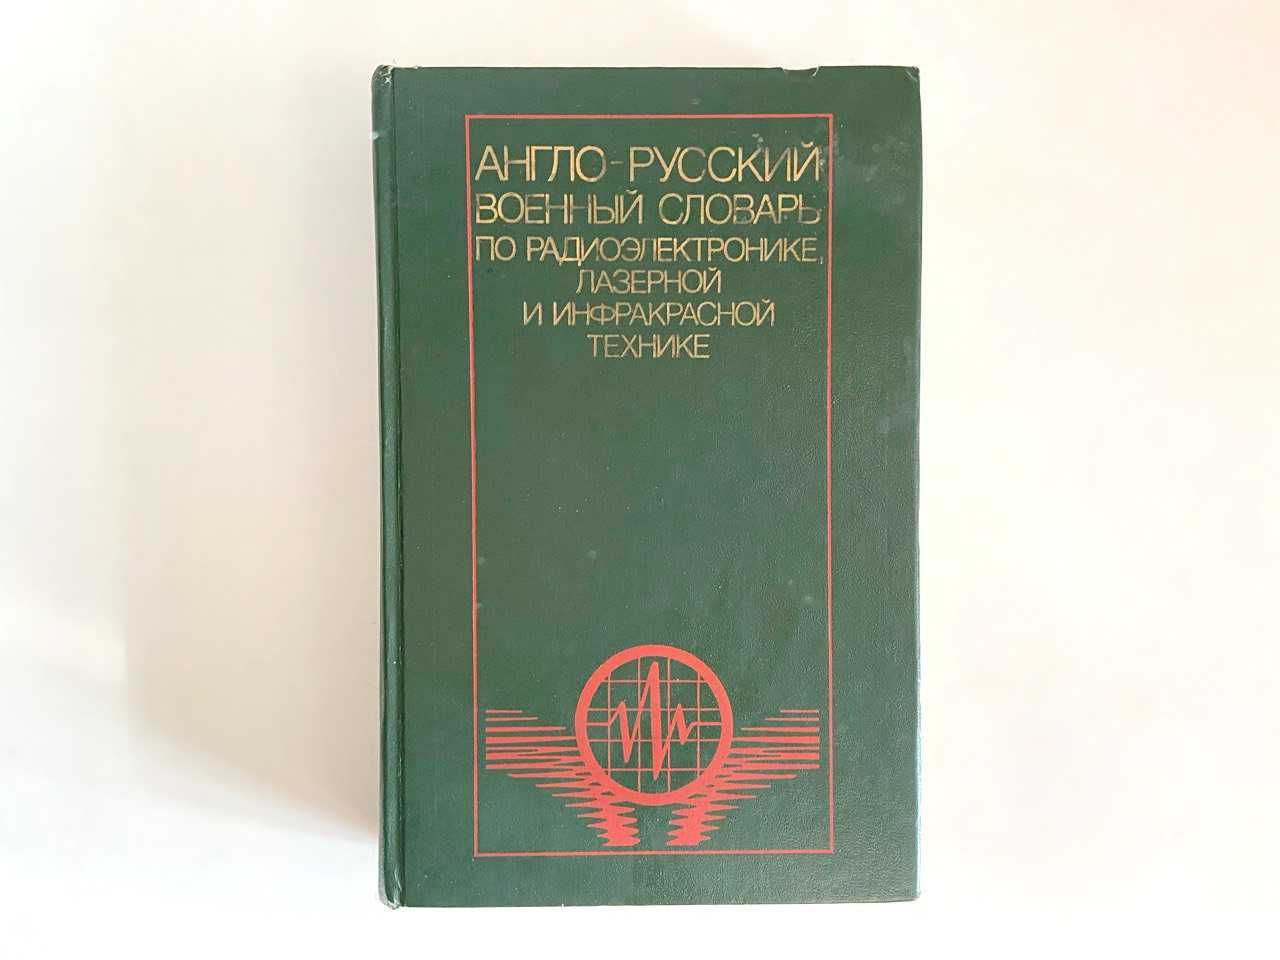 АНГЛО-РУССКИЙ
ВОЕННЫЙ СЛОВАРЬ
ПО РАДИОЭЛЕКТРОНИКЕ,
ЛАЗЕРНОЙ
И ИНФРАКРАСНОЙ
ТЕХНИКЕ